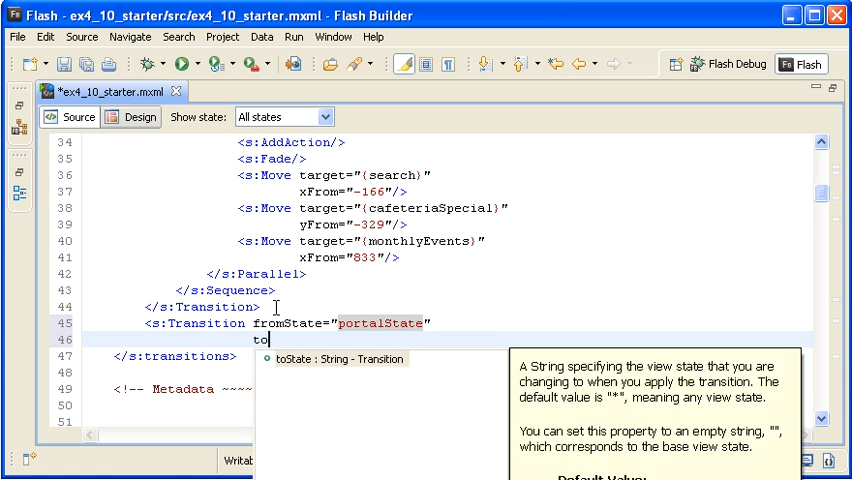 Flash - ex4_10_starter/src/ex4_10_starter.mxml - Flash Builder
File Edit Source Navigate Search Project Data Run Window Help
Flash Debug Flash
*ex4_10_starter.mxml
Source Design Show state: All states
34 <s:AddAction/>
35 <s:Fade/>
36 <s:Move target="{search}"
37 xFrom="-166"/>
38 <s:Move target="{cafeteriaSpecial}"
39 yFrom="-329"/>
40 <s:Move target="{monthlyEvents}"
41 xFrom="833"/>
42 </s:Parallel>
43 </s:Sequence>
44 </s:Transition>
45 <s:Transition fromState="portalState"
46 to
47 </s:transitions>
48
49 <!-- Metadata ~~~~
50
51
toState : String - Transition
A String specifying the view state that you are
changing to when you apply the transition. The
default value is "*", meaning any view state.
You can set this property to an empty string, "",
which corresponds to the base view state.
Default Value:
Writab